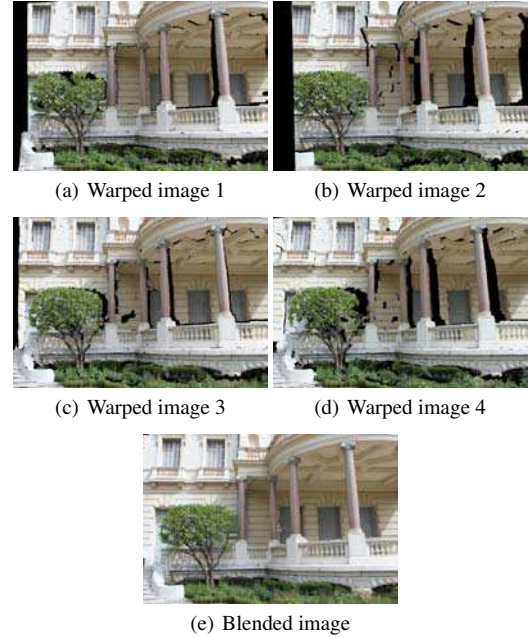 (a) Warped image 1
(b) Warped image 2
(c) Warped image 3
(d) Warped image 4
(e) Blended image